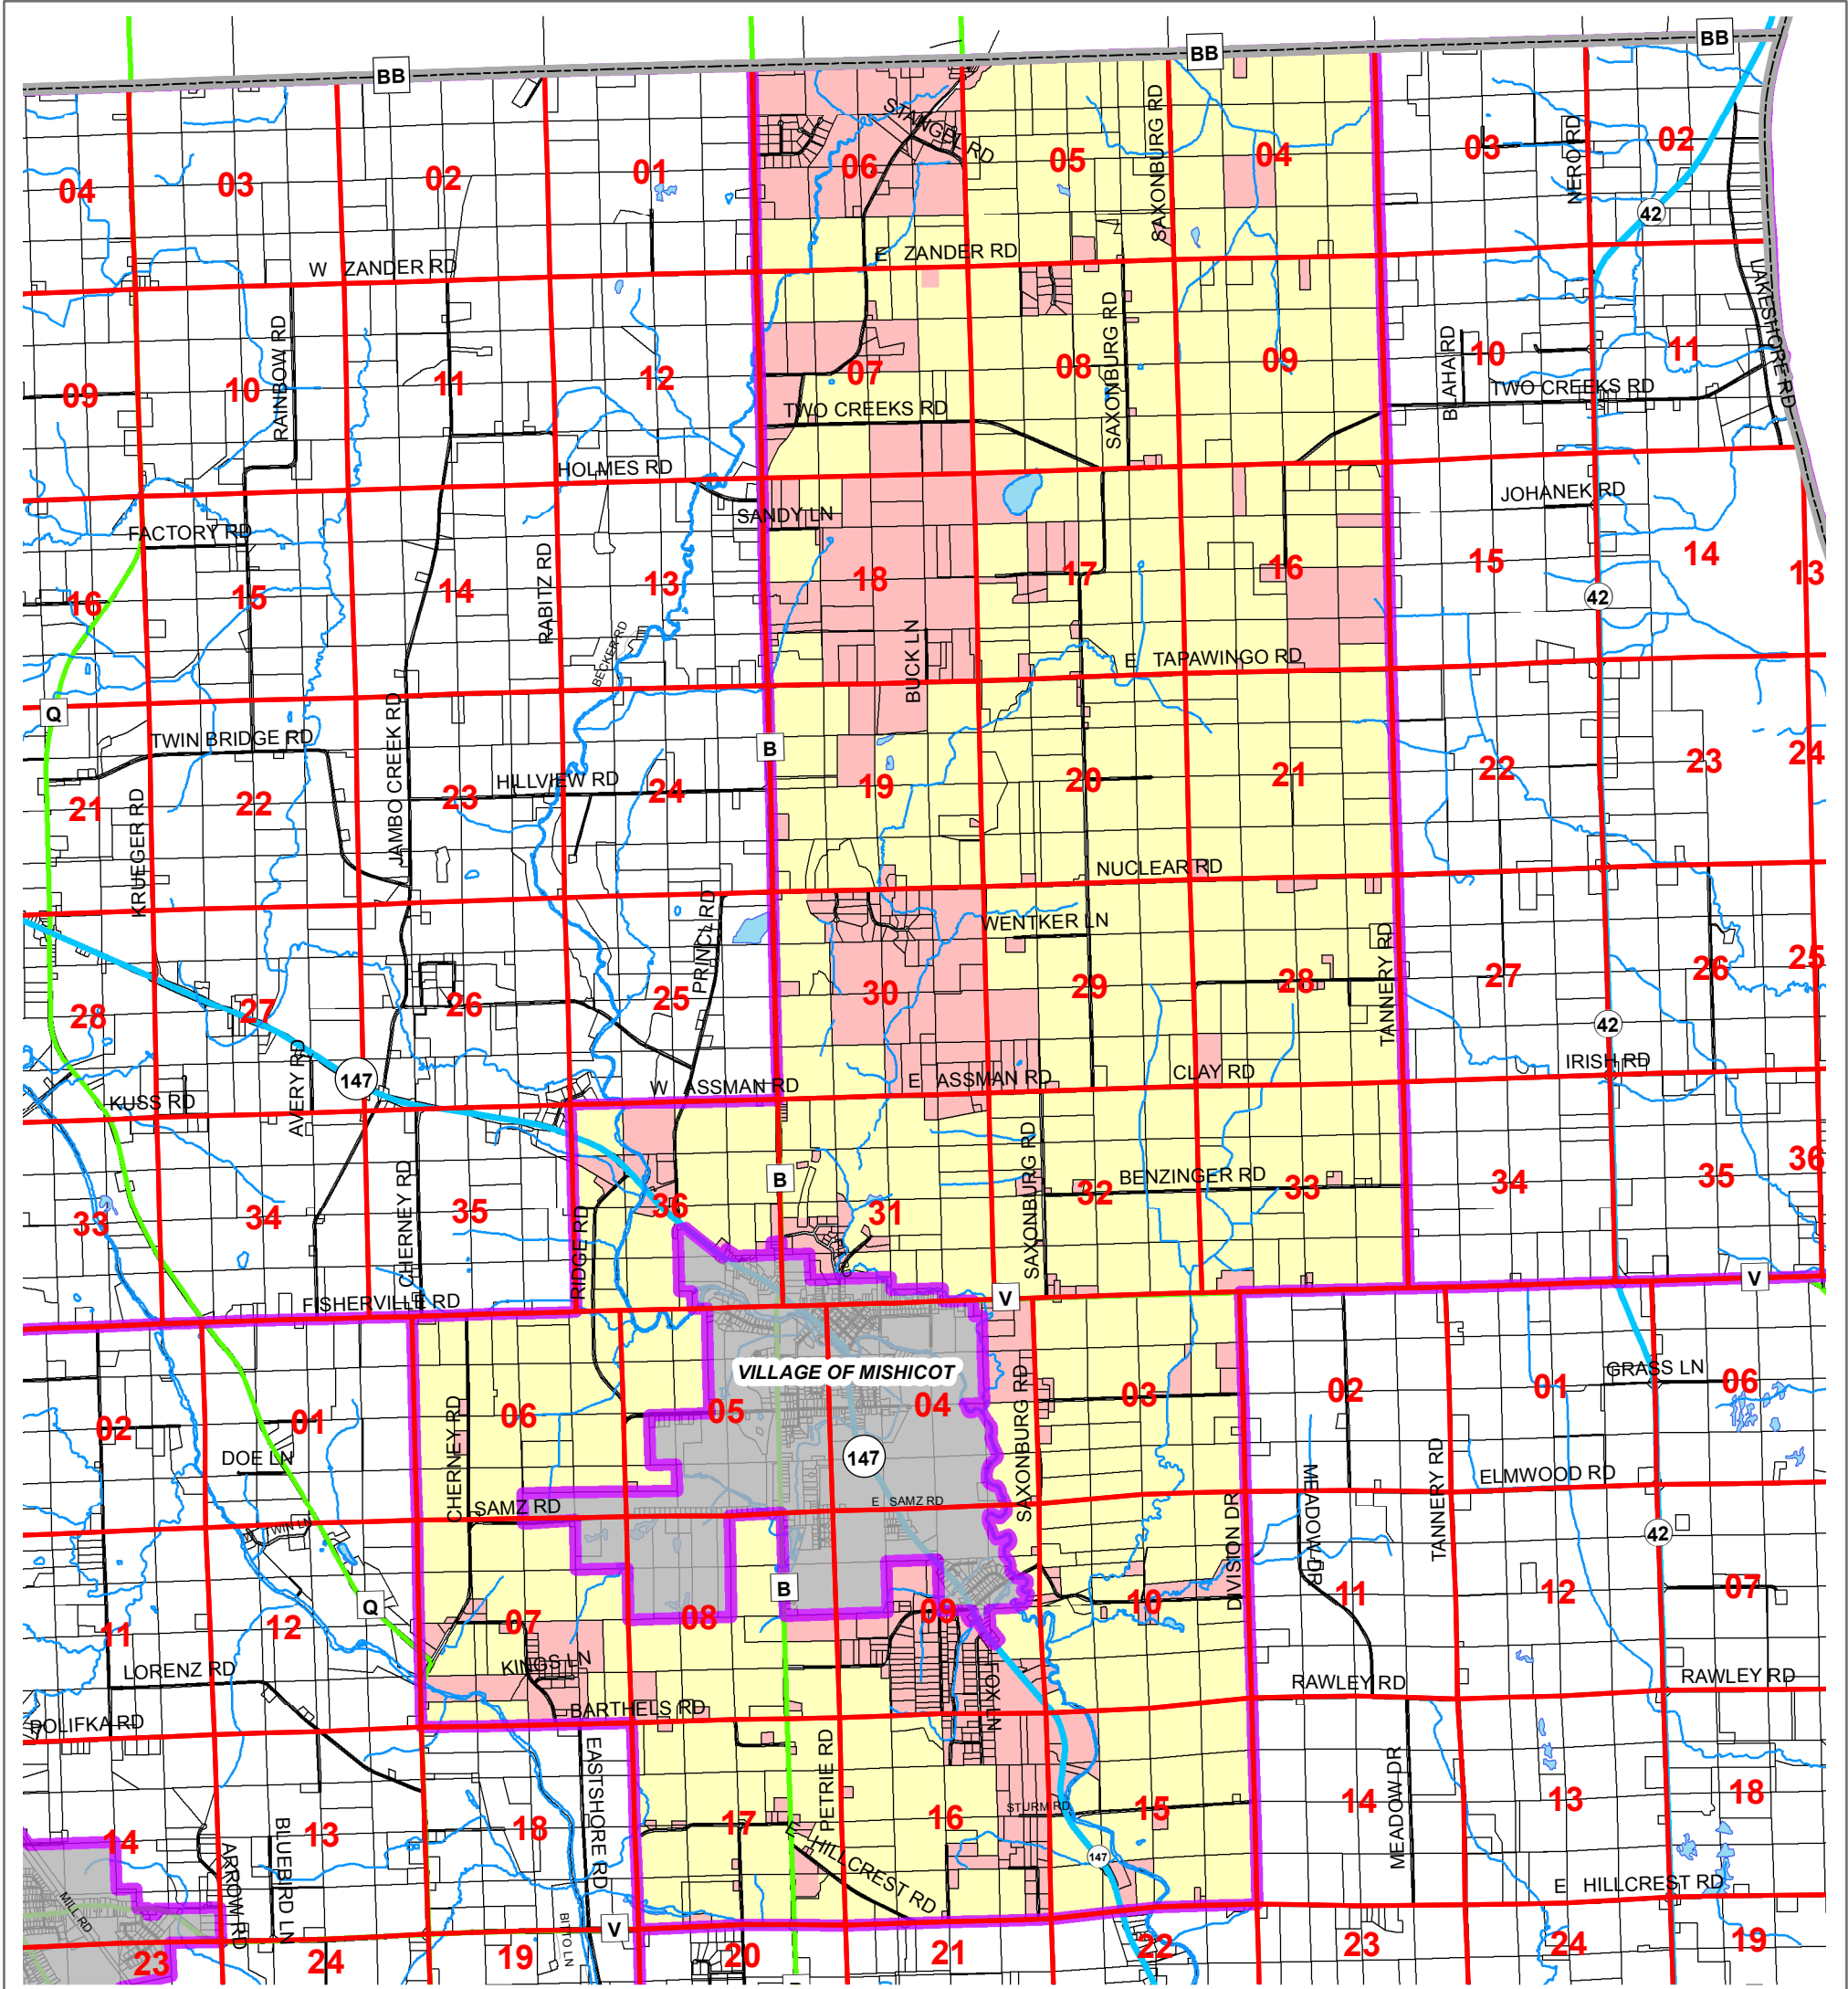 BB
BB
BB
STANGEL RD
SAXONBURG RD
NERO RD
04
03
02
01
06
05
04
03
02
42
W ZANDER RD
E ZANDER RD
LAKESHORE RD
RAINBOW RD
SAXONBURG RD
BLAHA RD
09
10
11
12
07
08
09
10
11
TWO CREEKS RD
TWO CREEKS RD
HOLMES RD
JOHANEK RD
SANDY LN
FACTORY RD
RABITZ RD
16
15
14
13
18
17
16
15
14
13
42
BECKER RD
BUCK LN
E TAPAWINGO RD
Q
JAMBO CREEK RD
TWIN BRIDGE RD
B
HILLVIEW RD
KRUEGER RD
21
22
23
24
19
20
21
22
23
24
NUCLEAR RD
PRINCL RD
WENTKER LN
TANNERY RD
28
27
26
25
30
29
28
27
26
25
42
AVERY RD
147
W ASSMAN RD
E ASSMAN RD
CLAY RD
IRISH RD
KUSS RD
CHERNEY RD
RIDGE RD
B
SAXONBURG RD
BENZINGER RD
33
34
35
36
31
32
33
34
35
36
FISHERVILLE RD
V
V
VILLAGE OF MISHICOT
GRASS LN
02
01
06
05
04
03
02
01
06
CHERNEY RD
SAXONBURG RD
TANNERY RD
DOE LN
147
MEADOW DR
ELMWOOD RD
SAMZ RD
E SAMZ RD
DIVISION DR
TWIN LN
42
Q
B
11
12
07
08
09
10
11
12
07
LORENZ RD
KINGS LN
FOX LN
RAWLEY RD
RAWLEY RD
BARTHELS RD
POLIFKA RD
EASTSHORE RD
PETRIE RD
MEADOW DR
STURM RD
14
13
18
17
16
15
14
13
18
147
ARROW RD
BLUEBIRD LN
E HILLCREST RD
E HILLCREST RD
MILL RD
BITTO LN
V
23
24
19
20
21
22
23
24
19